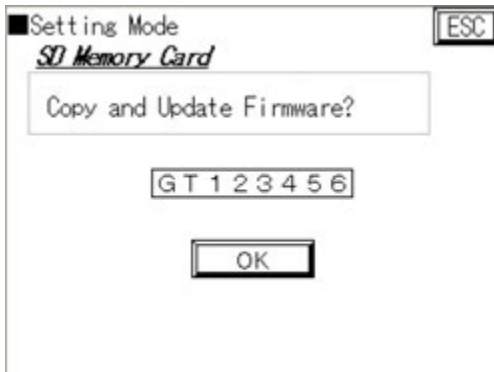 ■Setting Mode
ESC
SD Memory Card
Copy and Update Firmware?
GT123456
OK